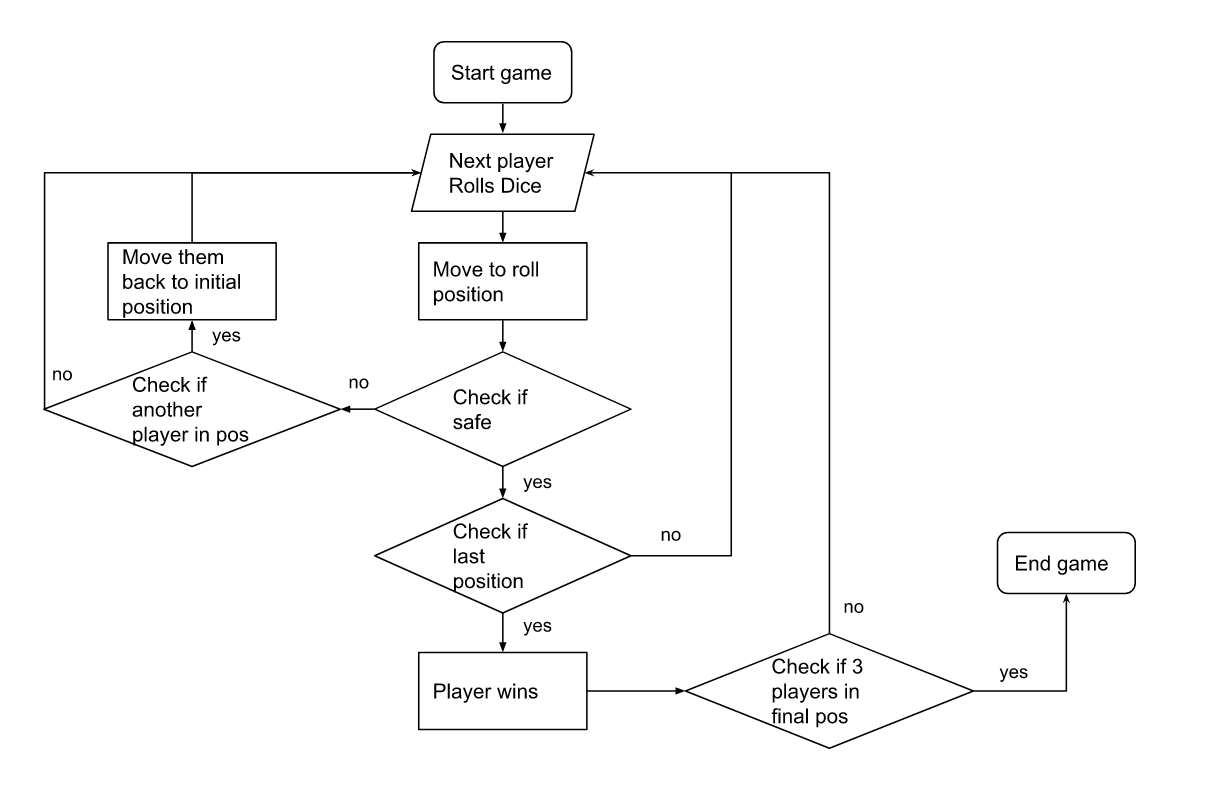 Start game
Next player
Rolls Dice
Move them
back to initial
position
Move to roll
position
yes
no
Check if
another
player in pos
no
Check if
safe
yes
Check if
last
position
no
End game
yes
no
Player wins
Check if 3
players in
final pos
yes